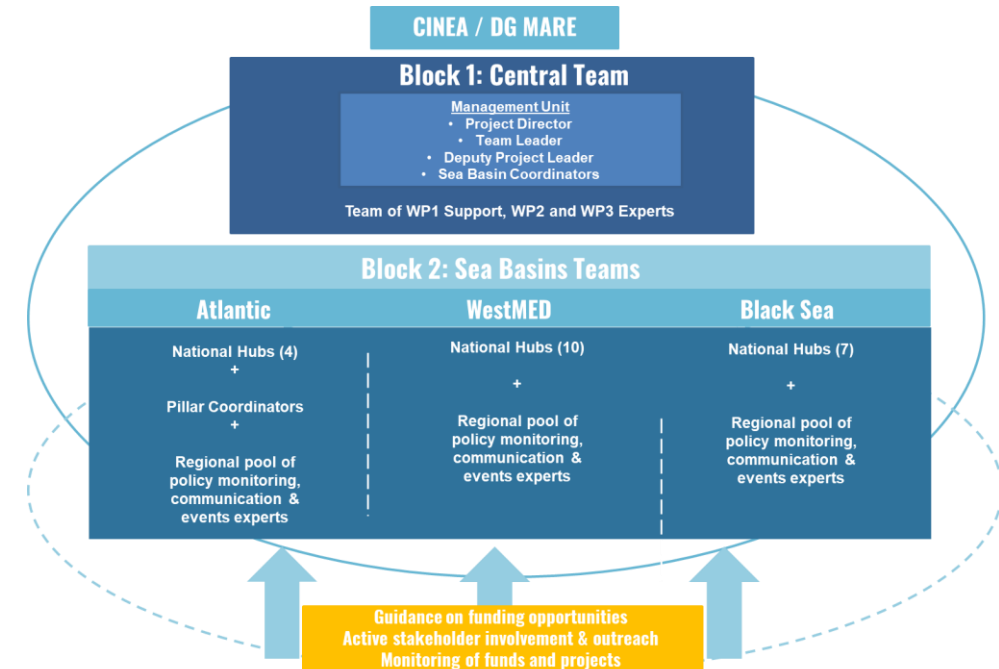 CINEA / DG MARE
Block 1: Central Team
Management Unit
• Project Director
• Team Leader
• Deputy Project Leader
• Sea Basin Coordinators
Team of WP1 Support, WP2 and WP3 Experts
Block 2: Sea Basins Teams
Atlantic
National Hubs (4)
+
Pillar Coordinators
+
Regional pool of
policy monitoring,
communication &
events experts
WestMED
National Hubs (10)
+
Regional pool of
policy monitoring,
communication &
events experts
Black Sea
National Hubs (7)
+
Regional pool of
policy monitoring,
communication &
events experts
Guidance on funding opportunities
Active stakeholder involvement & outreach
Monitoring of funds and projects